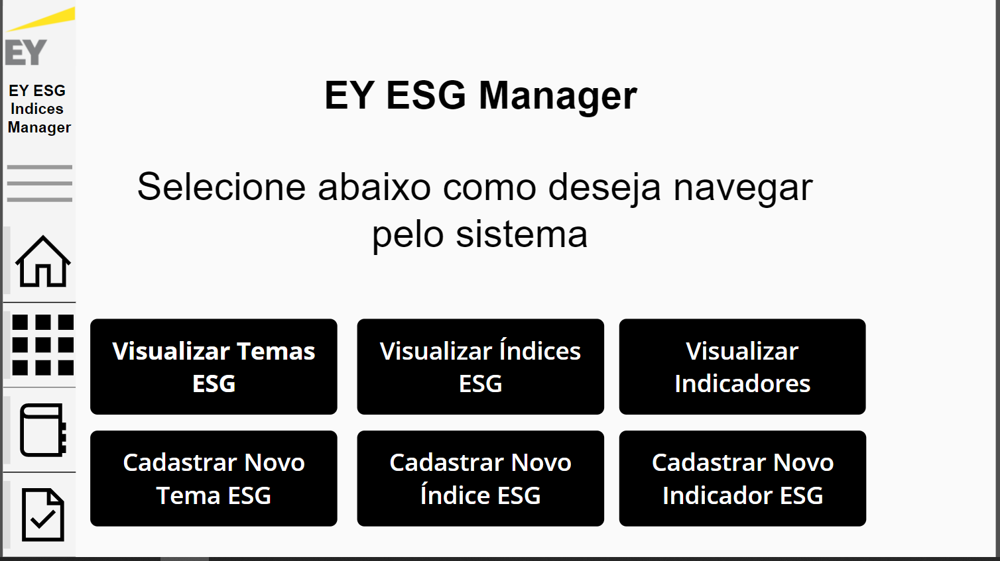 EY
EY ESG
Indices
Manager
EY ESG Manager
Selecione abaixo como deseja navegar
pelo sistema
Visualizar Temas
ESG
Visualizar Índices
ESG
Visualizar
Indicadores
Cadastrar Novo
Tema ESG
Cadastrar Novo
Índice ESG
Cadastrar Novo
Indicador ESG